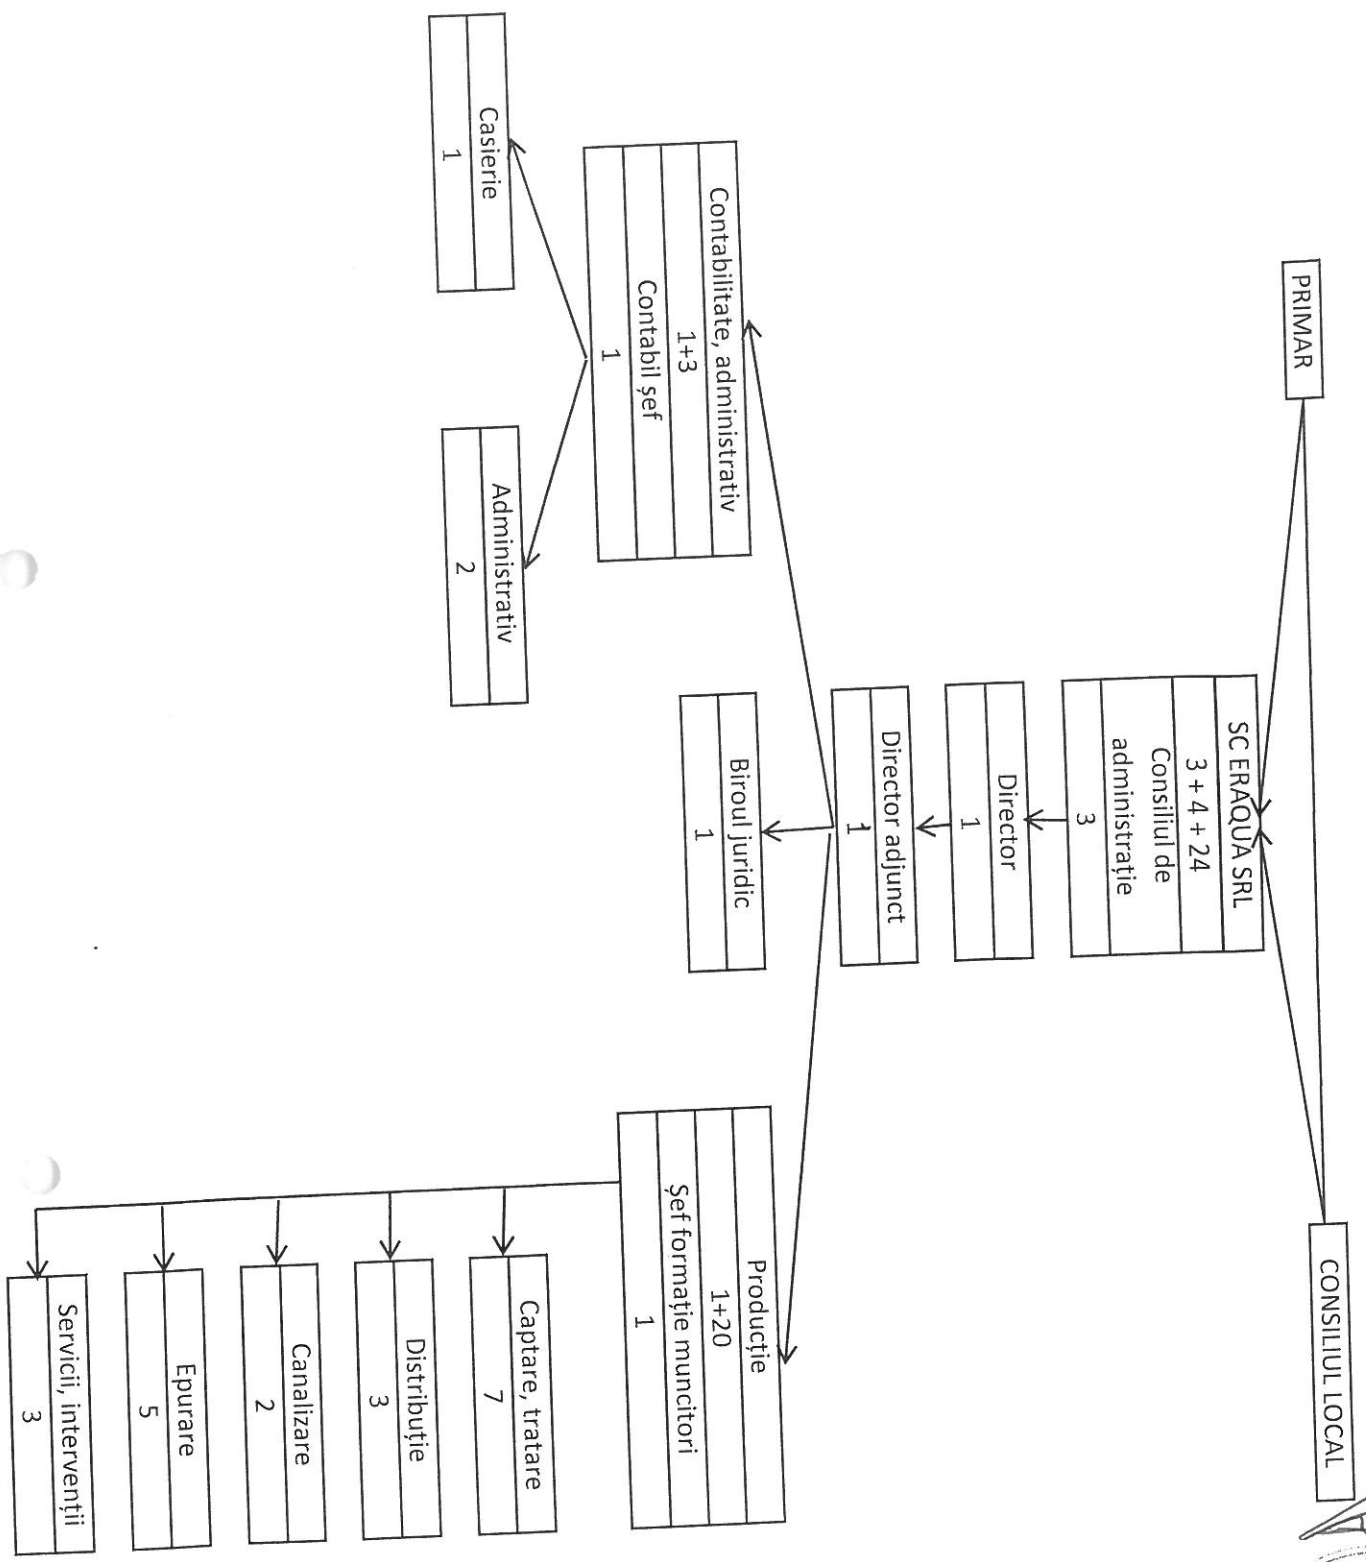 PRIMAR
CONSILIUL LOCAL
SC ERAQUA SRL
3 + 4 + 24
Consiliul de
administrație
3
Director
1
Director adjunct
1
Biroul juridic
1
Contabilitate, administrativ
1+3
Contabil șef
1
Casierie
1
Administrativ
2
Producție
1+20
Șef formație muncitori
1
Captare, tratare
7
Distribuție
3
Canalizare
2
Epurare
5
Servicii, intervenții
3